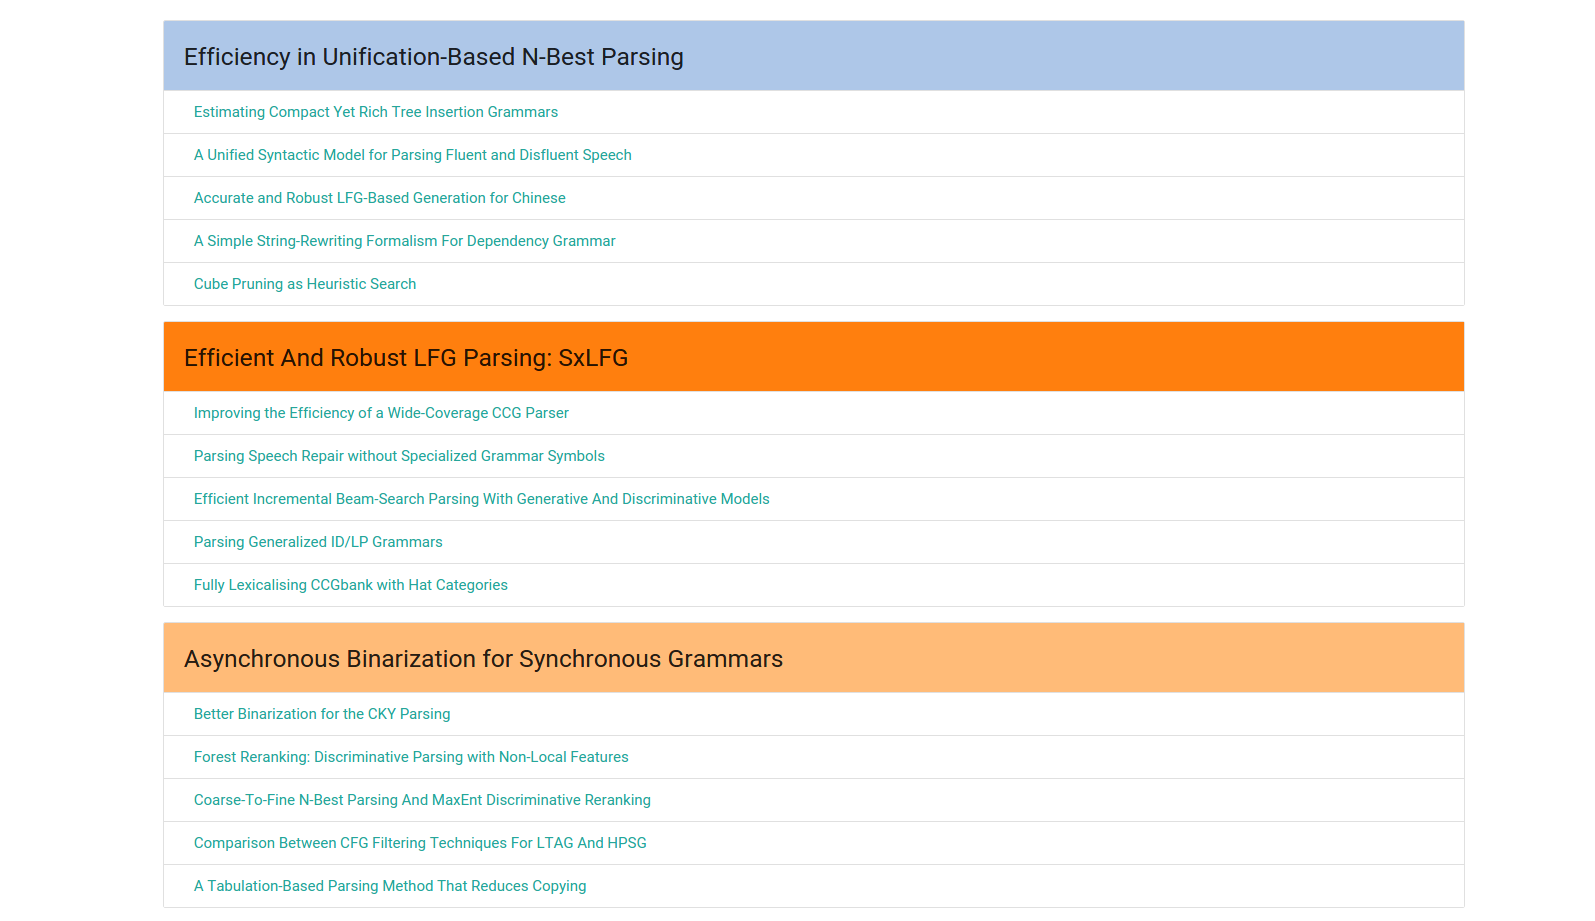 Efficiency in Unification-Based N-Best Parsing
Estimating Compact Yet Rich Tree Insertion Grammars
A Unified Syntactic Model for Parsing Fluent and Disfluent Speech
Accurate and Robust LFG-Based Generation for Chinese
A Simple String-Rewriting Formalism For Dependency Grammar
Cube Pruning as Heuristic Search
Efficient And Robust LFG Parsing: SxLFG
Improving the Efficiency of a Wide-Coverage CCG Parser
Parsing Speech Repair without Specialized Grammar Symbols
Efficient Incremental Beam-Search Parsing With Generative And Discriminative Models
Parsing Generalized ID/LP Grammars
Fully Lexicalising CCGbank with Hat Categories
Asynchronous Binarization for Synchronous Grammars
Better Binarization for the CKY Parsing
Forest Reranking: Discriminative Parsing with Non-Local Features
Coarse-To-Fine N-Best Parsing And MaxEnt Discriminative Reranking
Comparison Between CFG Filtering Techniques For LTAG And HPSG
A Tabulation-Based Parsing Method That Reduces Copying